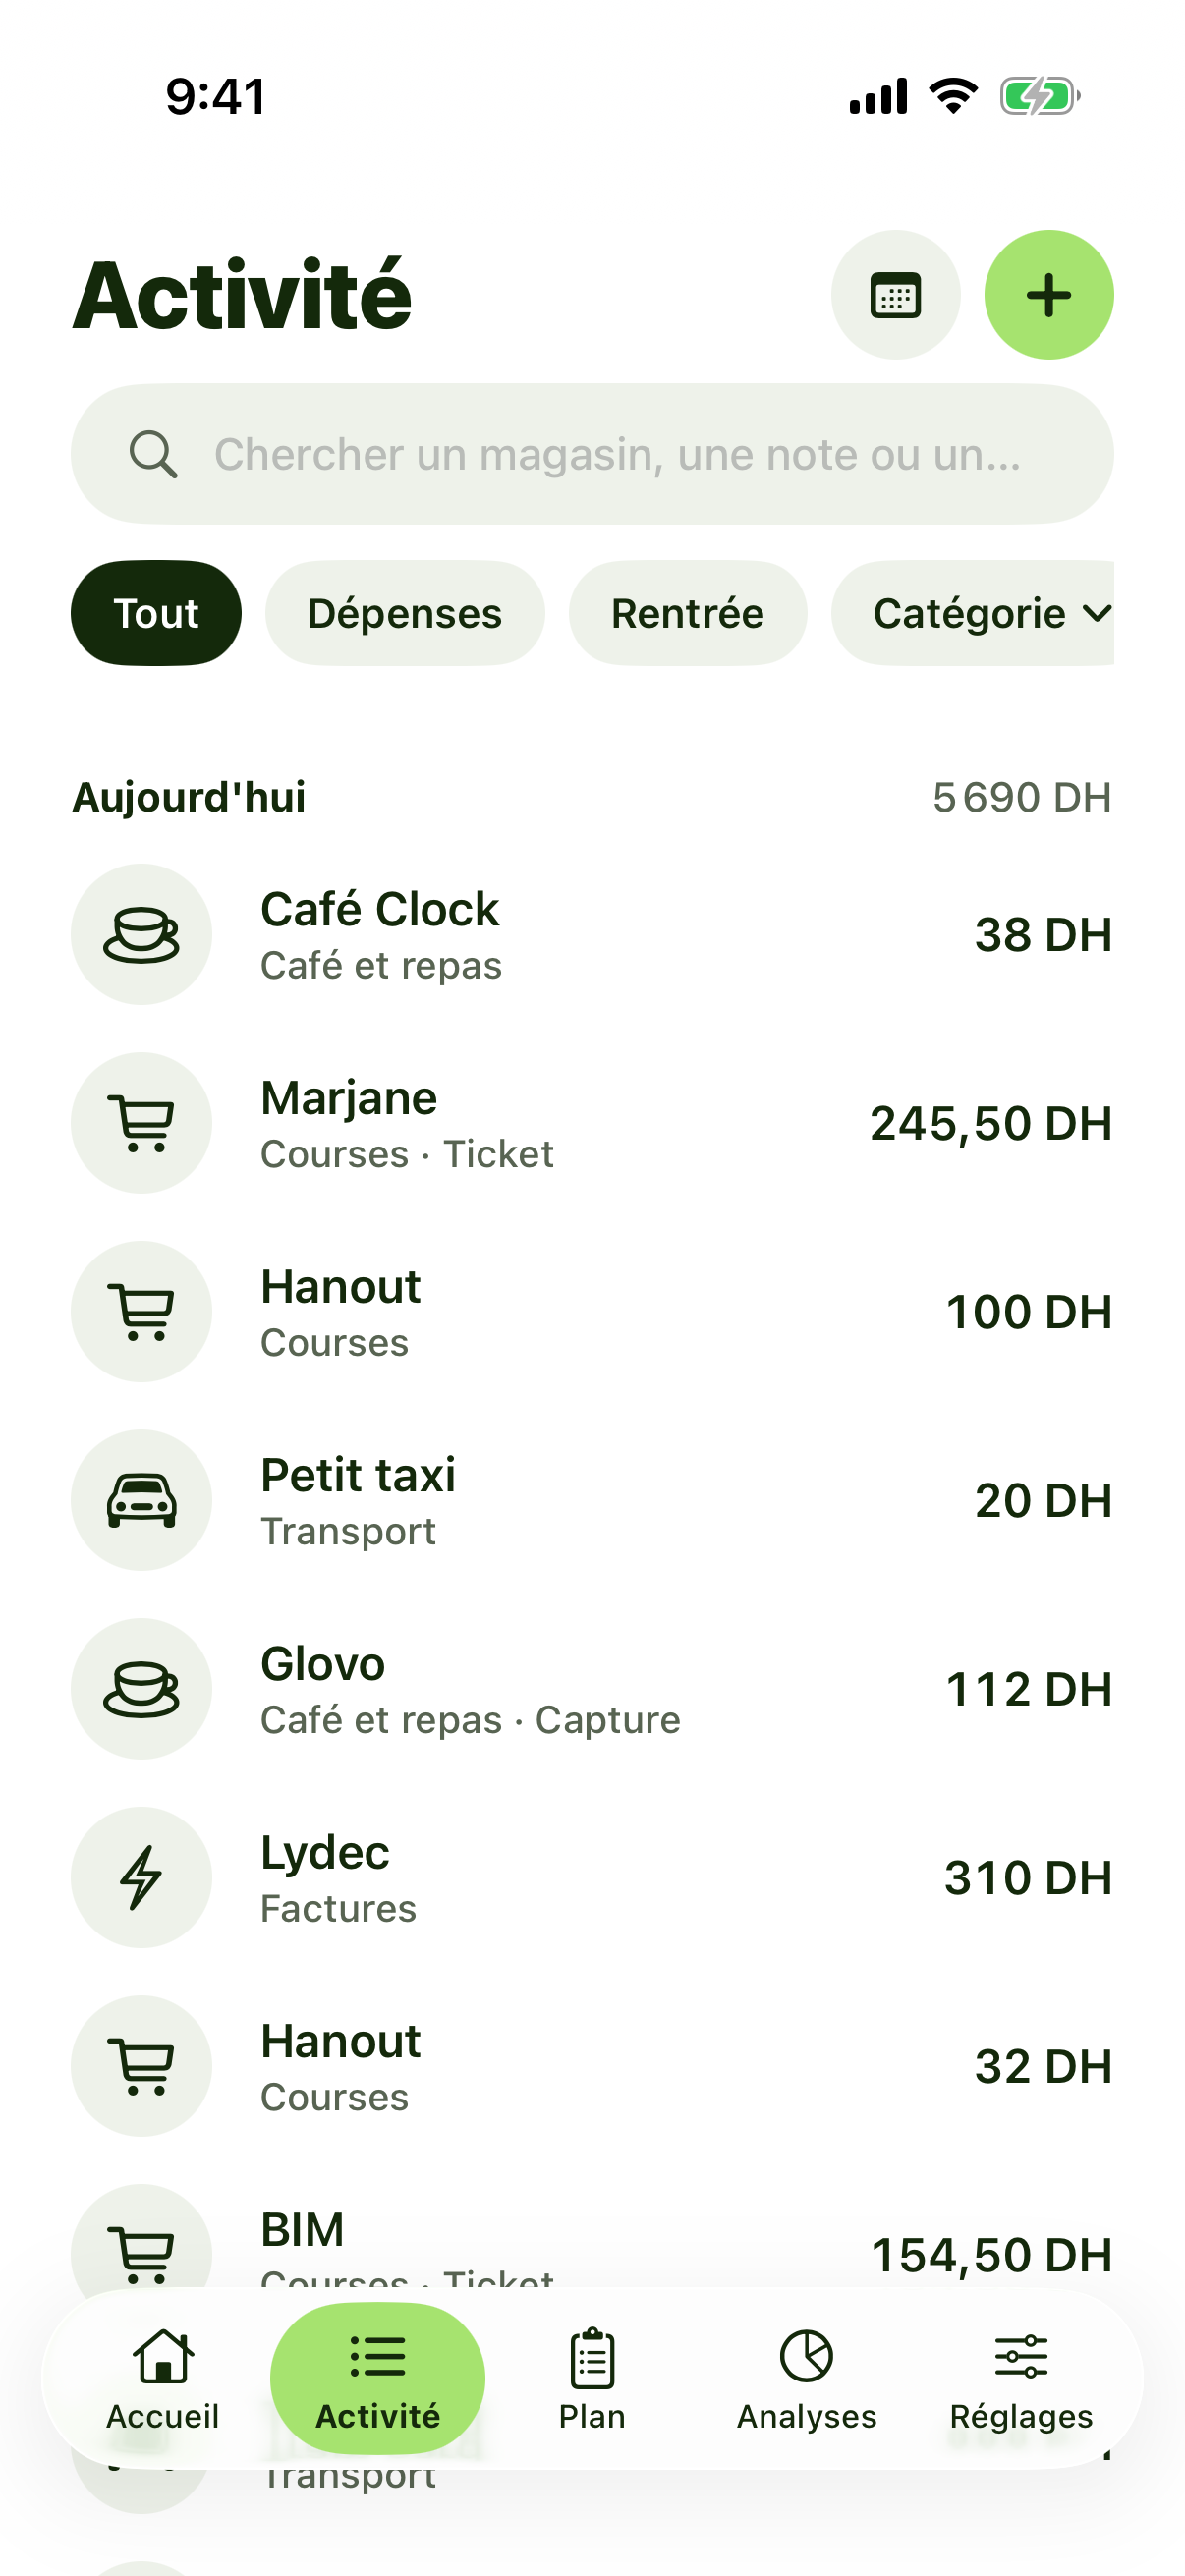 9:41
Activité
Chercher un magasin, une note ou un...
Tout
Dépenses
Rentrée
Catégorie
Aujourd'hui
5 690 DH
Café Clock
38 DH
Café et repas
Marjane
245,50 DH
Courses · Ticket
Hanout
100 DH
Courses
Petit taxi
20 DH
Transport
Glovo
112 DH
Café et repas · Capture
Lydec
310 DH
Factures
Hanout
32 DH
Courses
BIM
154,50 DH
Courses · Ticket
Accueil
Activité
Plan
Analyses
Réglages
Transport